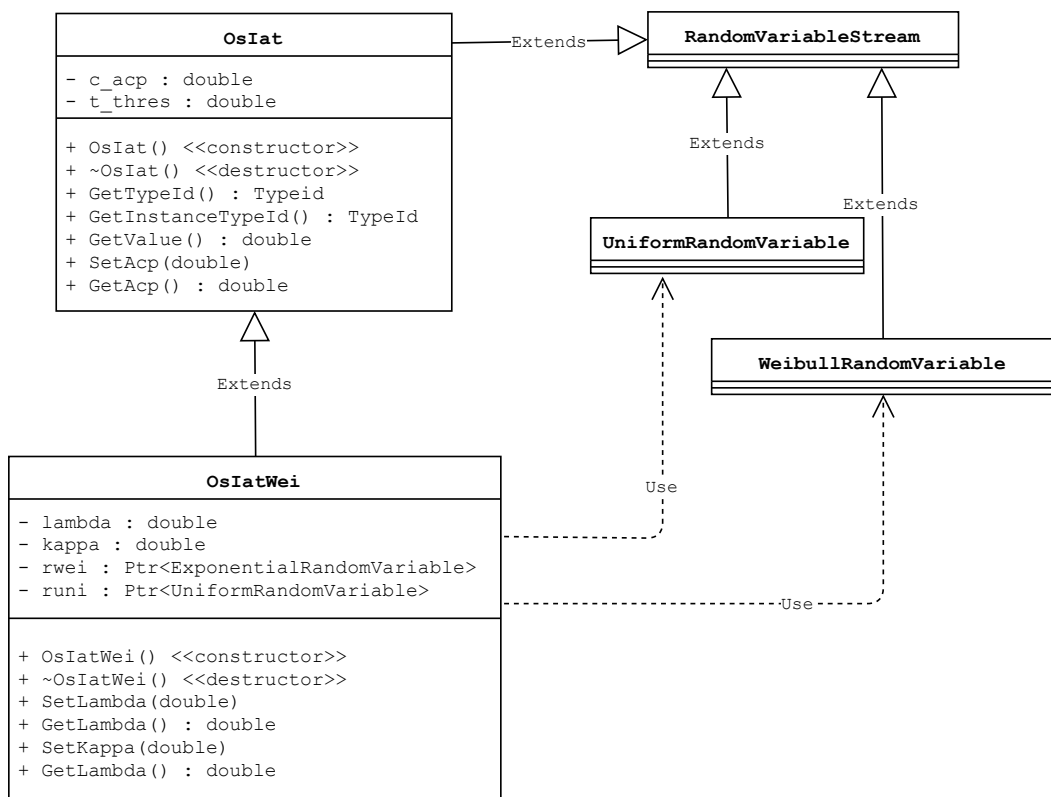 OsIat
- c_acp : double
- t_thres : double
+ OsIat() <<constructor>>
+ ~OsIat() <<destructor>>
+ GetTypeId() : Typeid
+ GetInstanceTypeId() : TypeId
+ GetValue() : double
+ SetAcp(double)
+ GetAcp() : double
Extends
RandomVariableStream
Extends
Extends
UniformRandomVariable
WeibullRandomVariable
Extends
OsIatWei
- lambda : double
- kappa : double
- rwei : Ptr<ExponentialRandomVariable>
- runi : Ptr<UniformRandomVariable>
+ OsIatWei() <<constructor>>
+ ~OsIatWei() <<destructor>>
+ SetLambda(double)
+ GetLambda() : double
+ SetKappa(double)
+ GetLambda() : double
Use
Use